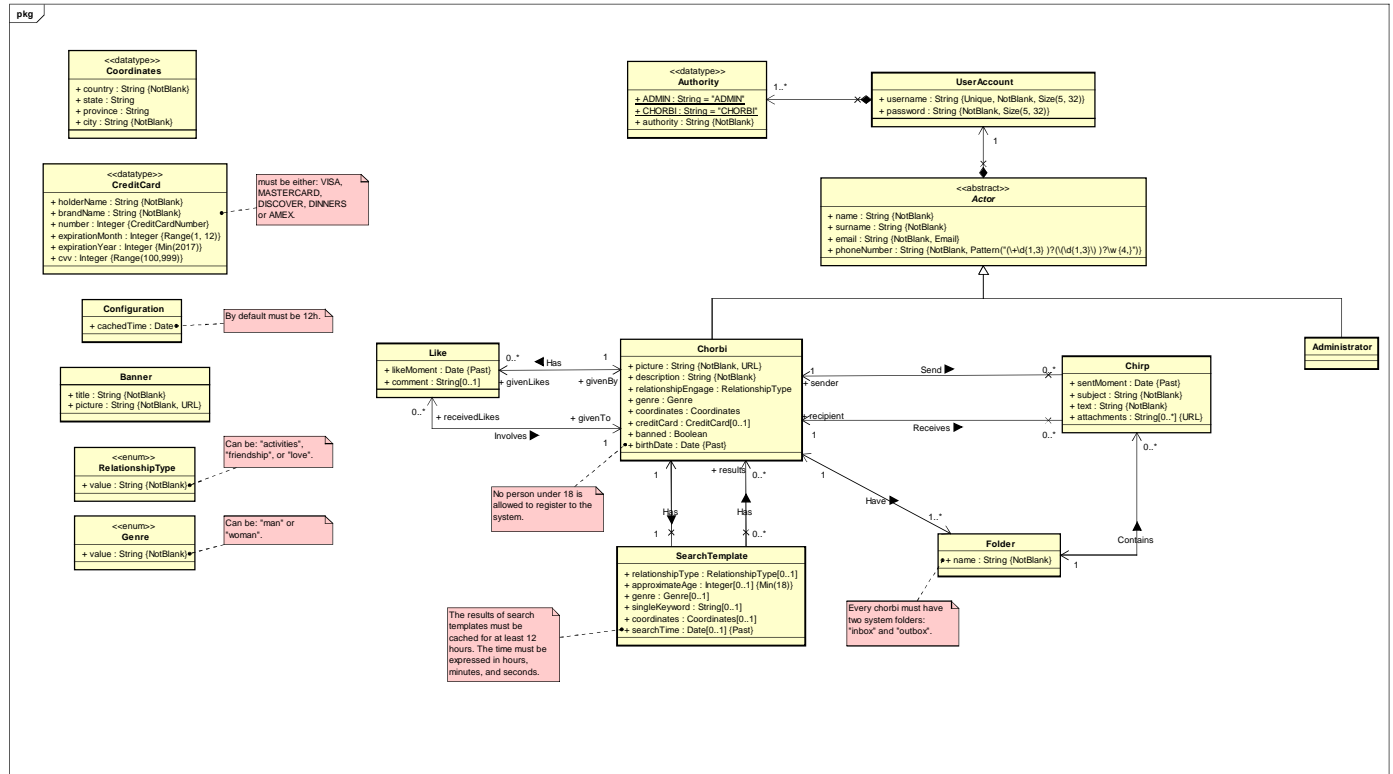 pkg
<<datatype>>
Coordinates
+ country : String {NotBlank}
+ state : String
+ province : String
+ city : String {NotBlank}
<<datatype>>
Authority
+ ADMIN : String = "ADMIN"
+ CHORBI : String = "CHORBI"
+ authority : String {NotBlank}
1..*
UserAccount
+ username : String {Unique, NotBlank, Size(5, 32)}
+ password : String {NotBlank, Size(5, 32)}
1
<<datatype>>
CreditCard
+ holderName : String {NotBlank}
+ brandName : String {NotBlank}
+ number : Integer {CreditCardNumber}
+ expirationMonth : Integer {Range(1, 12)}
+ expirationYear : Integer {Min(2017)}
+ cvv : Integer {Range(100,999)}
must be either: VISA,
MASTERCARD,
DISCOVER, DINNERS
or AMEX.
<<abstract>>
Actor
+ name : String {NotBlank}
+ surname : String {NotBlank}
+ email : String {NotBlank, Email}
+ phoneNumber : String {NotBlank, Pattern("(\+\d{1,3} )?(\(\d{1,3}\) )?\w{4,}")}
Configuration
+ cachedTime : Date
By default must be 12h.
Banner
+ title : String {NotBlank}
+ picture : String {NotBlank, URL}
<<enum>>
RelationshipType
+ value : String {NotBlank}
Can be: "activities",
"friendship", or "love".
<<enum>>
Genre
+ value : String {NotBlank}
Can be: "man" or
"woman".
Like
+ likeMoment : Date {Past}
+ comment : String[0..1]
0..*
Has
1
+ givenLikes
+ givenBy
0..*
+ receivedLikes
+ givenTo
Involves
1
Chorbi
+ picture : String {NotBlank, URL}
+ description : String {NotBlank}
+ relationshipEngage : RelationshipType
+ genre : Genre
+ coordinates : Coordinates
+ creditCard : CreditCard[0..1]
+ banned : Boolean
+ birthDate : Date {Past}
No person under 18 is
allowed to register to the
system.
Administrator
1
Send
0..*
+ sender
+ recipient
1
Receives
0..*
Chirp
+ sentMoment : Date {Past}
+ subject : String {NotBlank}
+ text : String {NotBlank}
+ attachments : String[0..*] {URL}
0..*
Contains
1
1
Have
1..*
Folder
+ name : String {NotBlank}
Every chorbi must have
two system folders:
"inbox" and "outbox".
1
Has
1
+ results
0..*
Has
0..*
SearchTemplate
+ relationshipType : RelationshipType[0..1]
+ approximateAge : Integer[0..1] {Min(18)}
+ genre : Genre[0..1]
+ singleKeyword : String[0..1]
+ coordinates : Coordinates[0..1]
+ searchTime : Date[0..1] {Past}
The results of search
templates must be
cached for at least 12
hours. The time must be
expressed in hours,
minutes, and seconds.